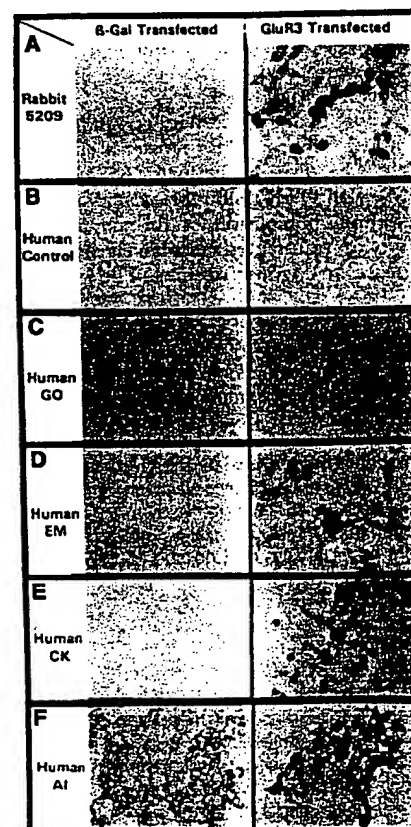 ß-Gal Transfected
GluR3 Transfected
A
Rabbit
5209
B
Human
Control
C
Human
GO
D
Human
EM
E
Human
CK
F
Human
AI